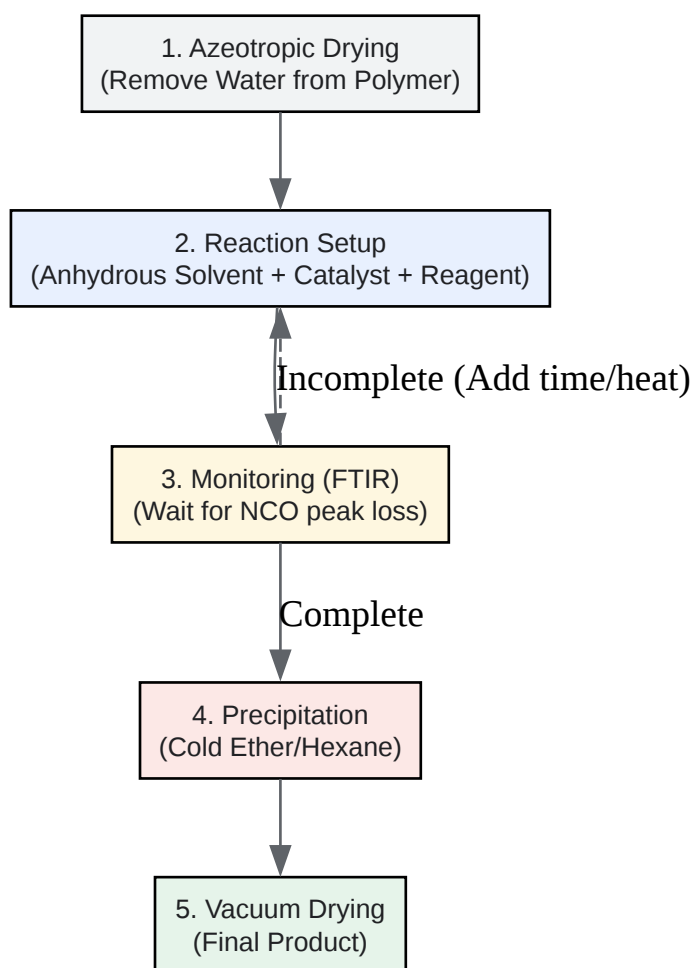 1. Azeotropic Drying
(Remove Water from Polymer)
2. Reaction Setup
(Anhydrous Solvent + Catalyst + Reagent)
Incomplete (Add time/heat)
3. Monitoring (FTIR)
(Wait for NCO peak loss)
Complete
4. Precipitation
(Cold Ether/Hexane)
5. Vacuum Drying
(Final Product)